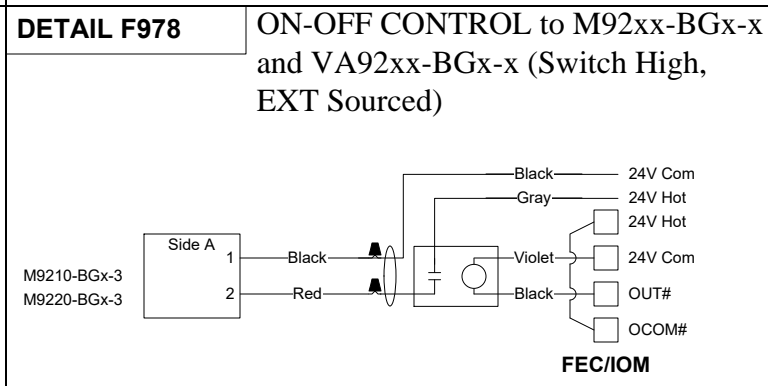 DETAIL F978
ON-OFF CONTROL to M92xx-BGx-x
and VA92xx-BGx-x (Switch High,
EXT Sourced)
Black 24V Com
Gray 24V Hot
24V Hot
Side A
1 Black Violet 24V Com
M9210-BGx-3
M9220-BGx-3
2 Red Black OUT#
OCOM#
FEC/IOM